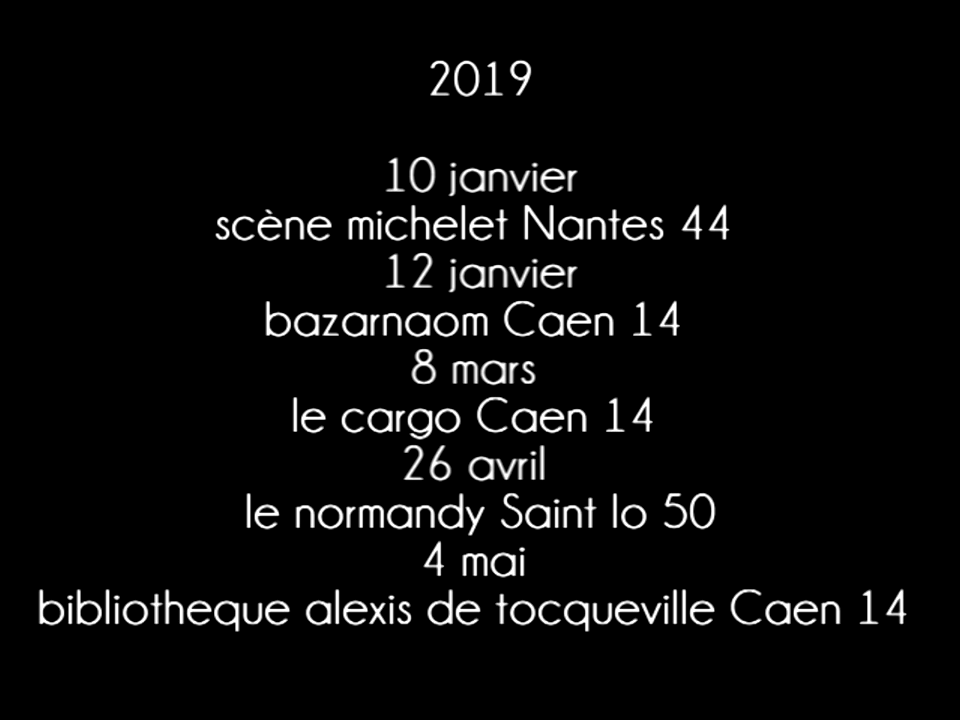 2019
10 janvier
scène michelet Nantes 44
12 janvier
bazarnaom Caen 14
8 mars
le cargo Caen 14
26 avril
le normandy Saint lo 50
4 mai
bibliotheque alexis de tocqueville Caen 14